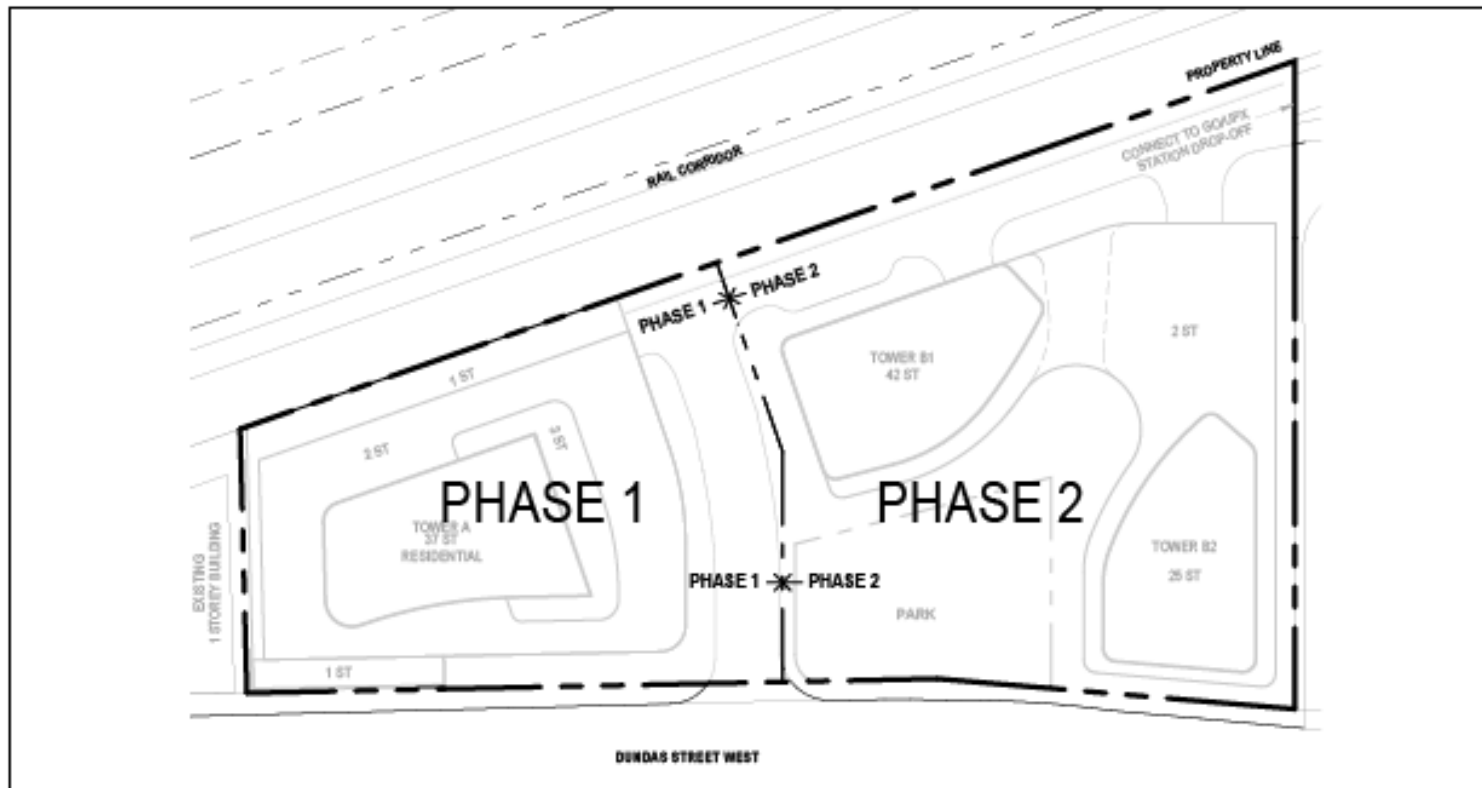 PROPERTY LINE
CONNECT TO GO/UPX
STATION DROP-OFF
RAIL CORRIDOR
PHASE 1
PHASE 2
1 ST
2 ST
3 ST
TOWER B1
42 ST
2 ST
PHASE 1
PHASE 2
TOWER A
37 ST
RESIDENTIAL
EXISTING
1 STOREY BUILDING
PHASE 1
PHASE 2
TOWER B2
25 ST
PARK
1 ST
DUNDAS STREET WEST